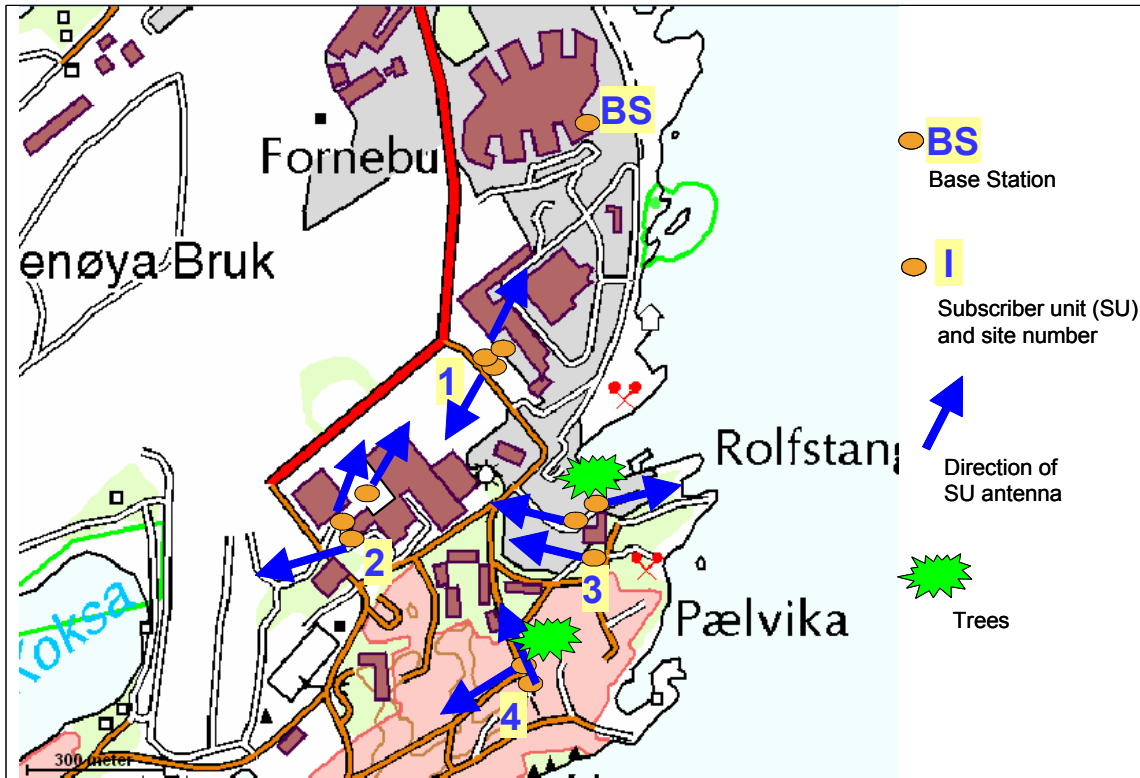 BS
Fornebu
enøya Bruk
1
Rolfstang
2
3
Pælvika
Koksa
4
300 meter
BS
Base Station
I
Subscriber unit (SU)
and site number
Direction of
SU antenna
Trees